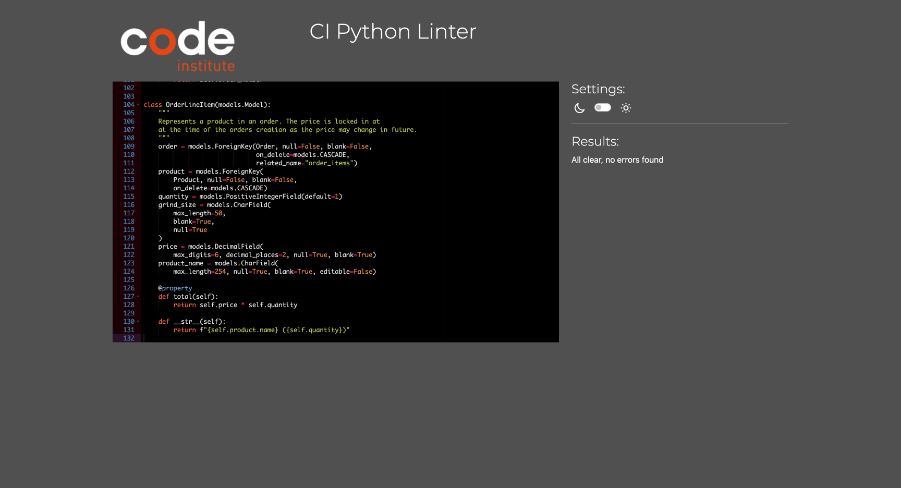 code
institute
CI Python Linter
102
103
104 class OrderLineItem(models.Model):
105 """
106 Represents a product in an order. The price is locked in at
107 at the time of the orders creation as the price may change in future.
108 """
109 order = models.ForeignKey(Order, null=False, blank=False,
110 on_delete=models.CASCADE,
111 related_name="order_items")
112 product = models.ForeignKey(
113 Product, null=False, blank=False,
114 on_delete=models.CASCADE)
115 quantity = models.PositiveIntegerField(default=1)
116 grind_size = models.CharField(
117 max_length=50,
118 blank=True,
119 null=True
120 )
121 price = models.DecimalField(
122 max_digits=6, decimal_places=2, null=True, blank=True)
123 product_name = models.CharField(
124 max_length=254, null=True, blank=True, editable=False)
125
126 @property
127 def total(self):
128 return self.price * self.quantity
129
130 def __str__(self):
131 return f"{self.product.name} ({self.quantity})"
132
Settings:
Results:
All clear, no errors found